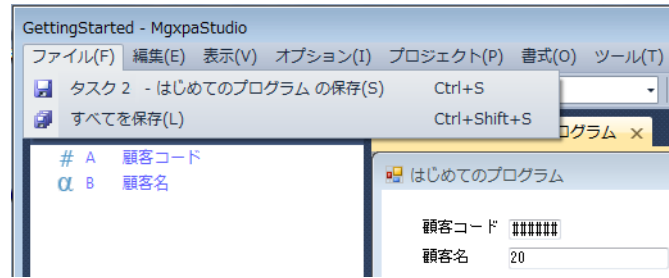 GettingStarted - MgxpaStudio
ファイル(F) 編集(E) 表示(V) オプション(I) プロジェクト(P) 書式(O) ツール(T)
タスク 2 - はじめてのプログラム の保存(S) Ctrl+S
すべてを保存(L) Ctrl+Shift+S
ログラム ×
# A 顧客コード
α B 顧客名
はじめてのプログラム
顧客コード ######
顧客名 20